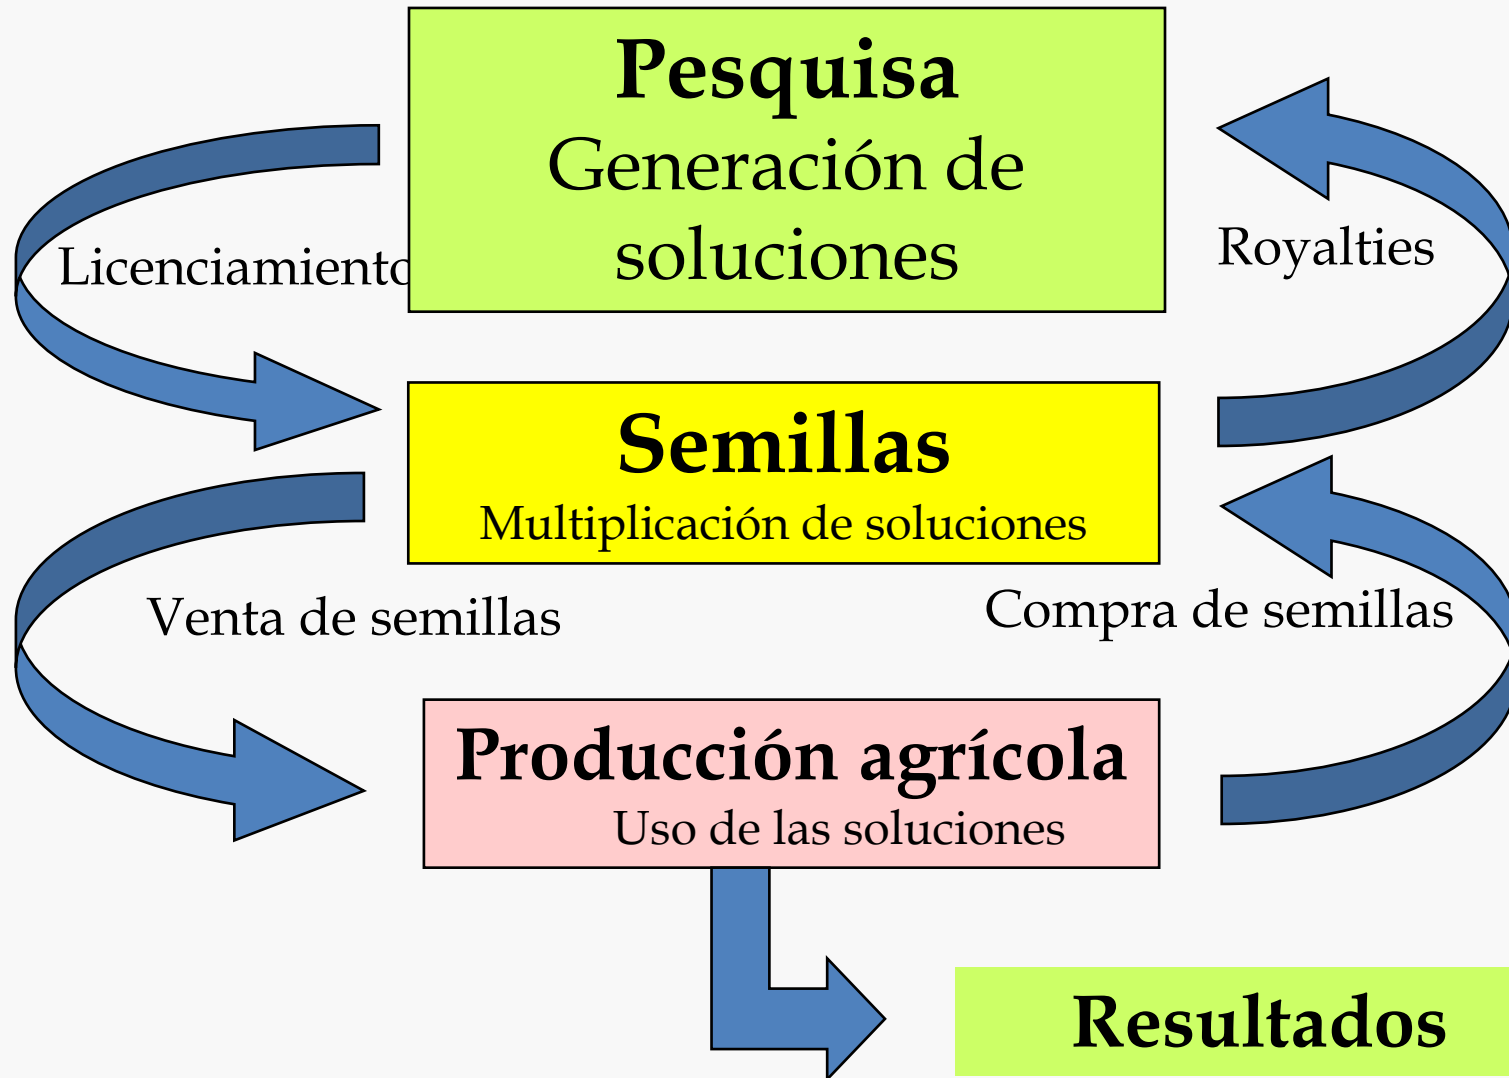 Pesquisa
Generación de
soluciones
Licenciamiento
Royalties
Semillas
Multiplicación de soluciones
Venta de semillas
Compra de semillas
Producción agrícola
Uso de las soluciones
Resultados